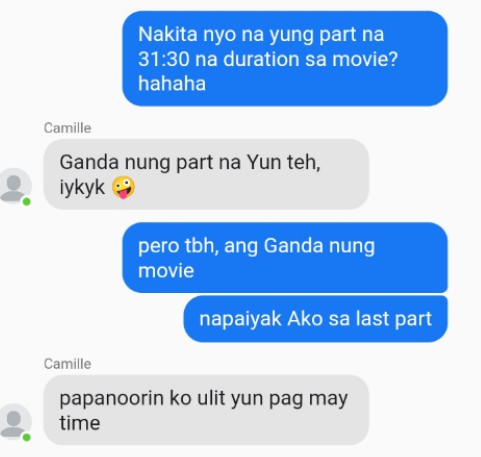 Nakita nyo na yung part na
31:30 na duration sa movie?
hahaha
Camille
Ganda nung part na Yun teh,
iykyk 🤪
pero tbh, ang Ganda nung
movie
napaiyak Ako sa last part
Camille
papanoorin ko ulit yun pag may
time